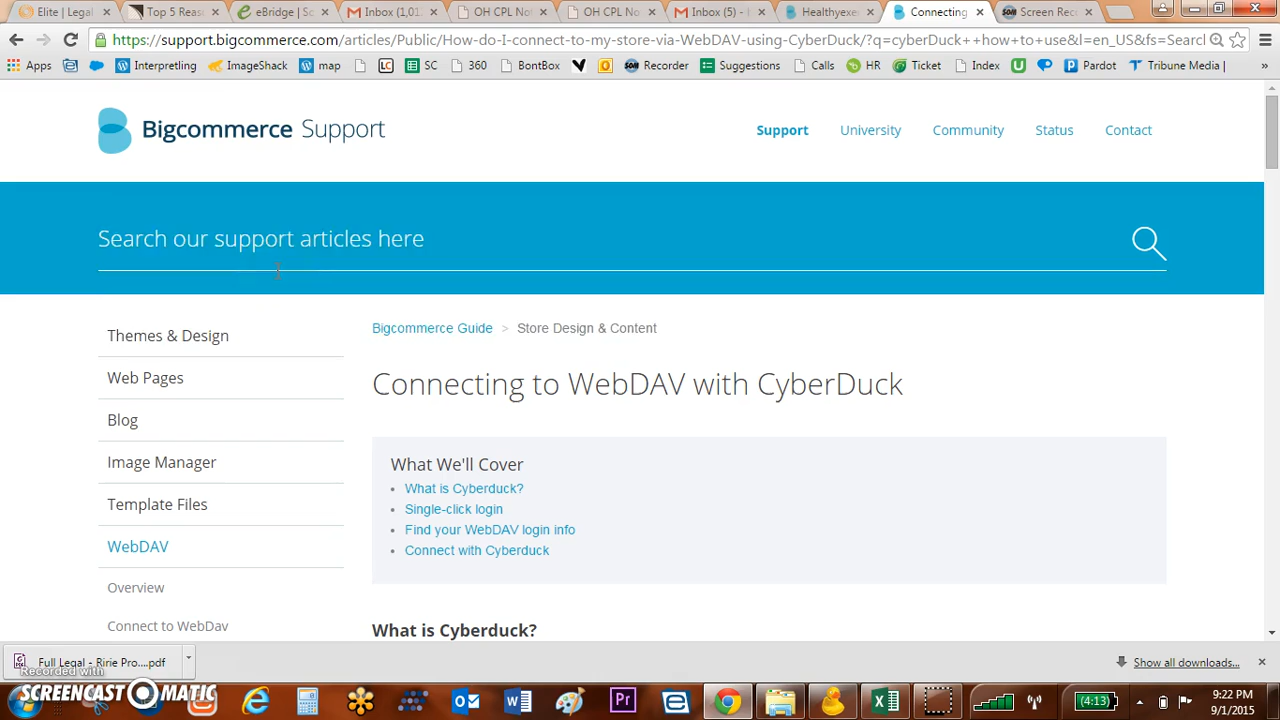 Elite | Legal
Top 5 Reas
eBridge | Sc
Inbox (1,01
OH CPL No
OH CPL No
Inbox (5) -
Healthyexe
Connecting
Screen Rec
https://support.bigcommerce.com/articles/Public/How-do-I-connect-to-my-store-via-WebDAV-using-CyberDuck/?q=cyberDuck++how+to+use&l=en_US&fs=Searc
Apps
Interpretling
ImageShack
map
LC
SC
360
BontBox
Recorder
Suggestions
Calls
HR
Ticket
Index
Pardot
Tribune Media |
Bigcommerce Support
Support
University
Community
Status
Contact
Search our support articles here
Themes & Design
Web Pages
Blog
Image Manager
Template Files
WebDAV
Overview
Connect to WebDav
Bigcommerce Guide > Store Design & Content
Connecting to WebDAV with CyberDuck
What We'll Cover
What is Cyberduck?
Single-click login
Find your WebDAV login info
Connect with Cyberduck
What is Cyberduck?
Full Legal - Ririe Pro....pdf
Show all downloads...
Recorded with
SCREENCAST-O-MATIC
Pr
(4:13)
9:22 PM
9/1/2015